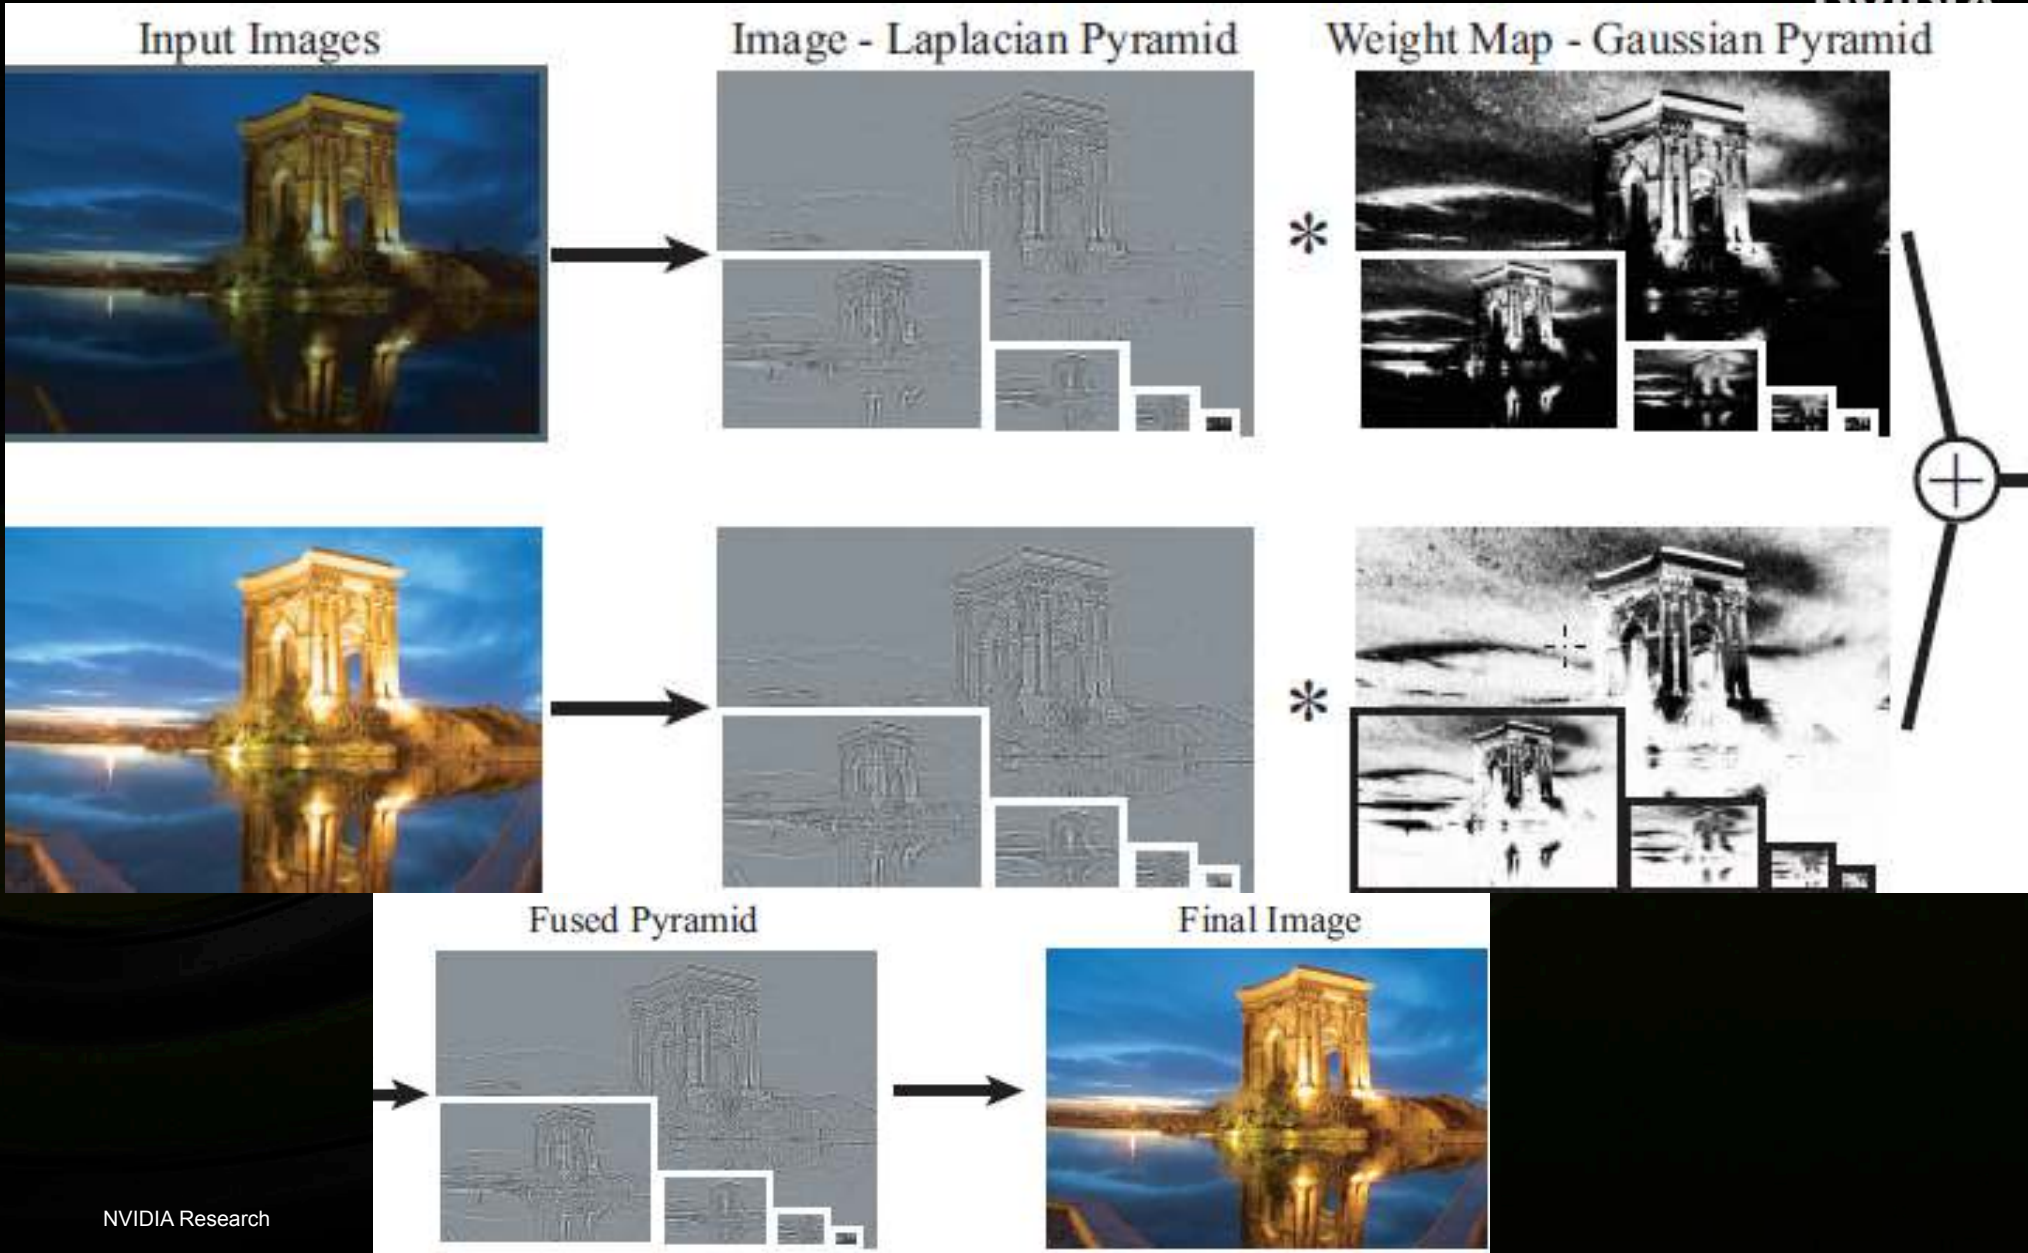 Input Images
Image - Laplacian Pyramid
Weight Map - Gaussian Pyramid
Fused Pyramid
Final Image
NVIDIA Research